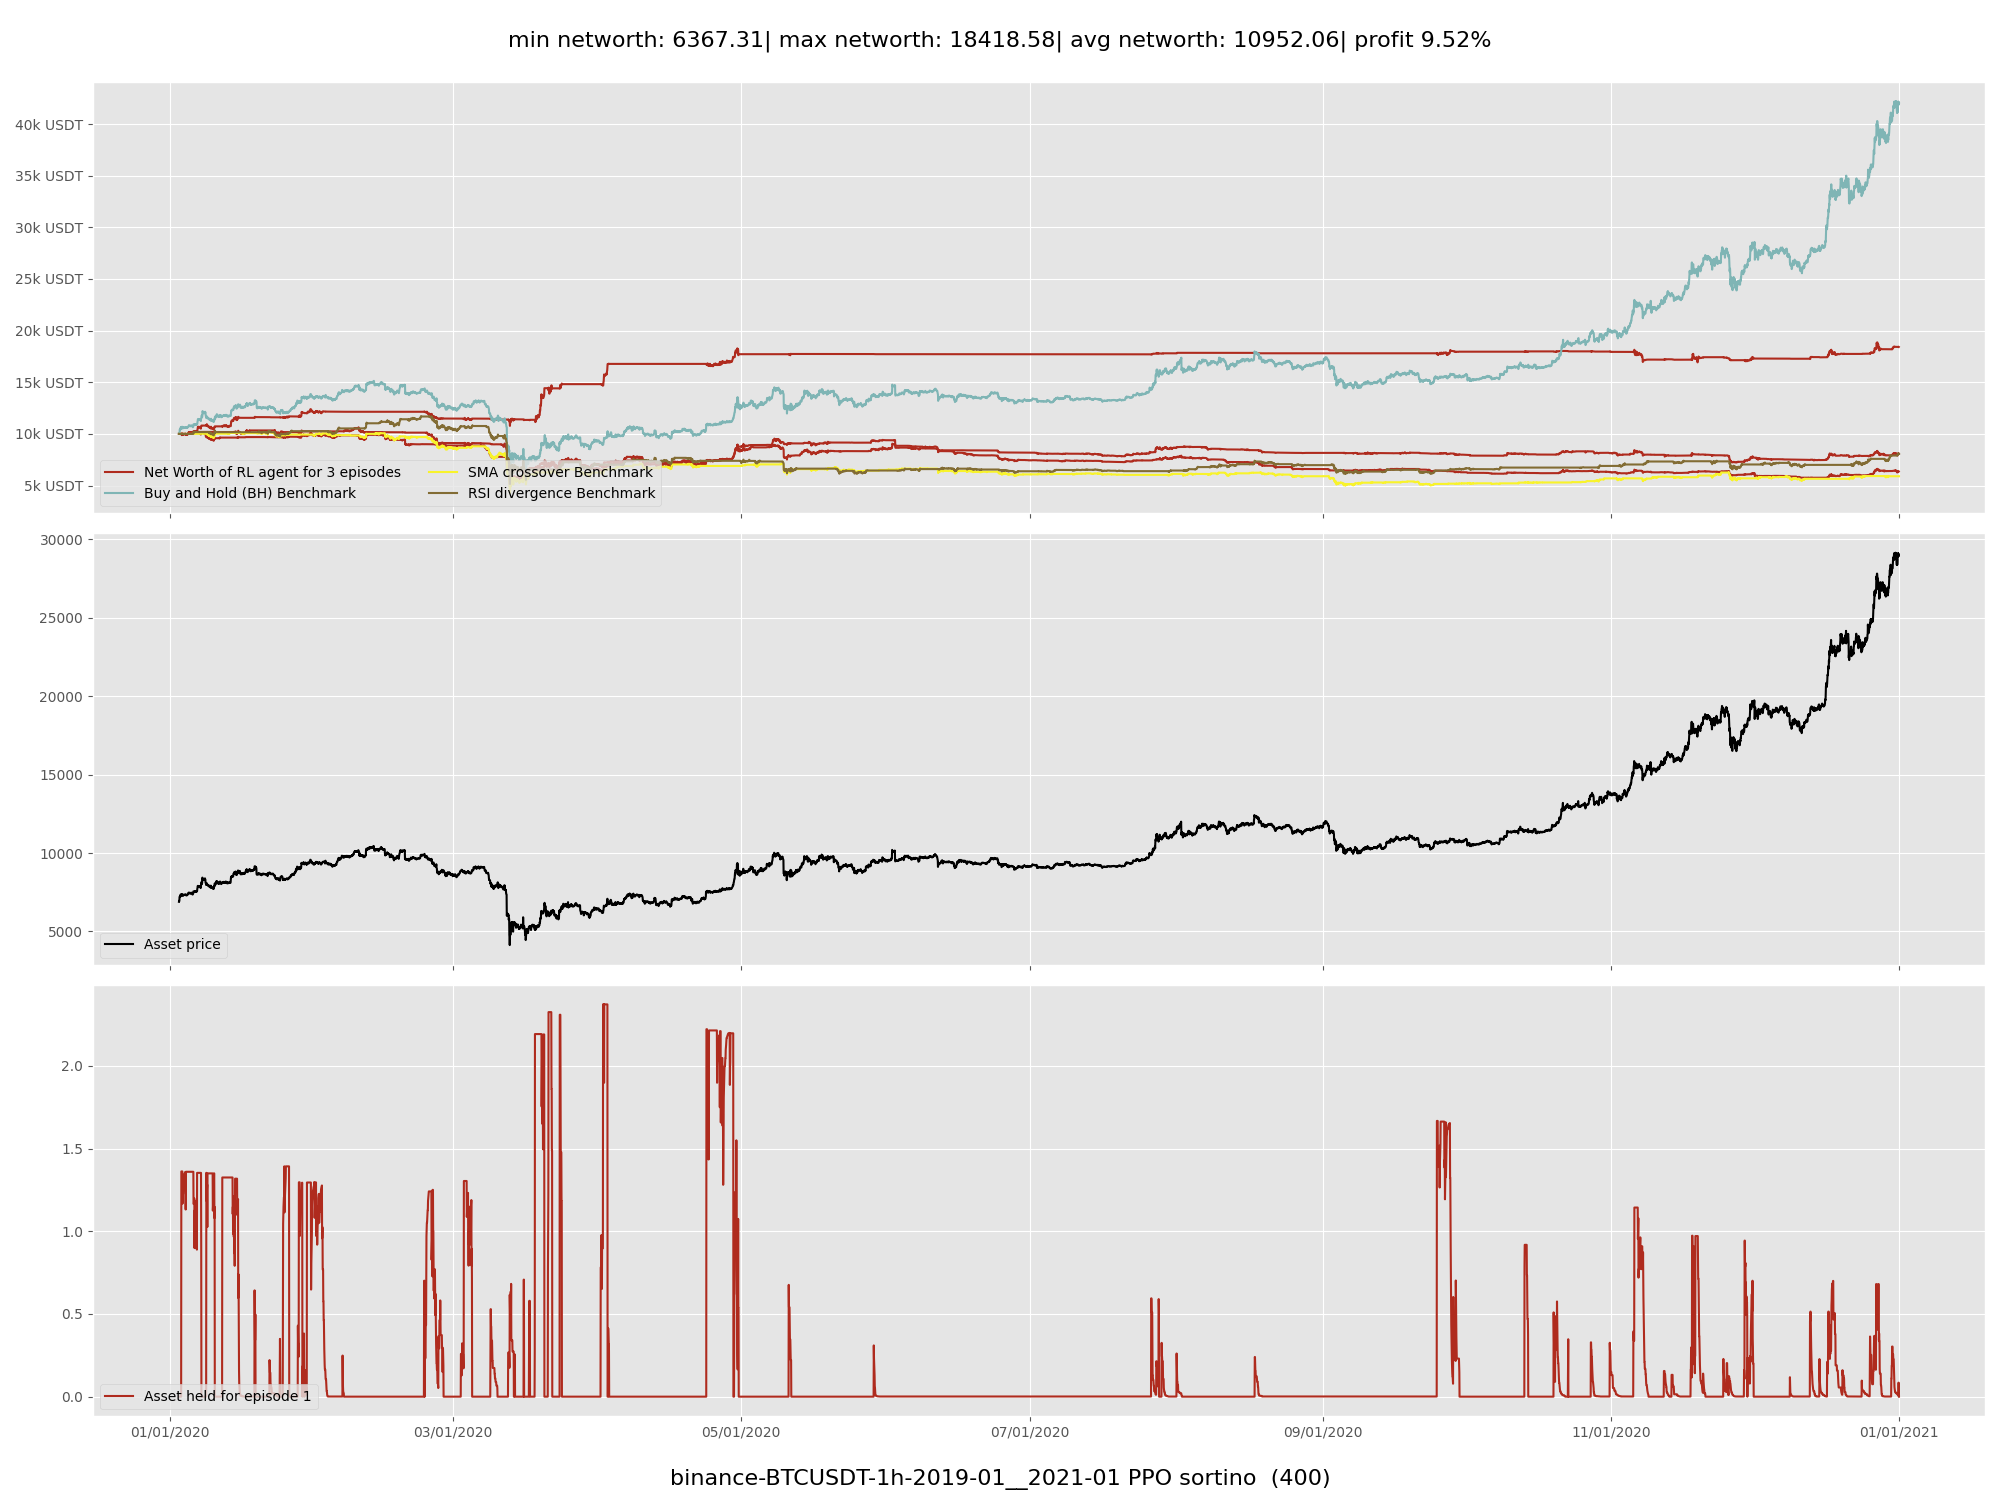 min networth: 6367.31| max networth: 18418.58| avg networth: 10952.06| profit 9.52%
40k USDT
35k USDT
30k USDT
25k USDT
20k USDT
15k USDT
10k USDT
5k USDT
Net Worth of RL agent for 3 episodes
Buy and Hold (BH) Benchmark
SMA crossover Benchmark
RSI divergence Benchmark
30000
25000
20000
15000
10000
5000
Asset price
2.0
1.5
1.0
0.5
0.0
Asset held for episode 1
01/01/2020 03/01/2020 05/01/2020 07/01/2020 09/01/2020 11/01/2020 01/01/2021
binance-BTCUSDT-1h-2019-01__2021-01 PPO sortino  (400)